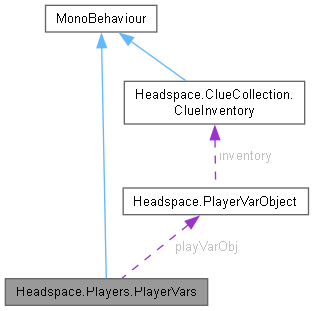 MonoBehaviour
Headspace.ClueCollection.
ClueInventory
inventory
Headspace.PlayerVarObject
playVarObj
Headspace.Players.PlayerVars